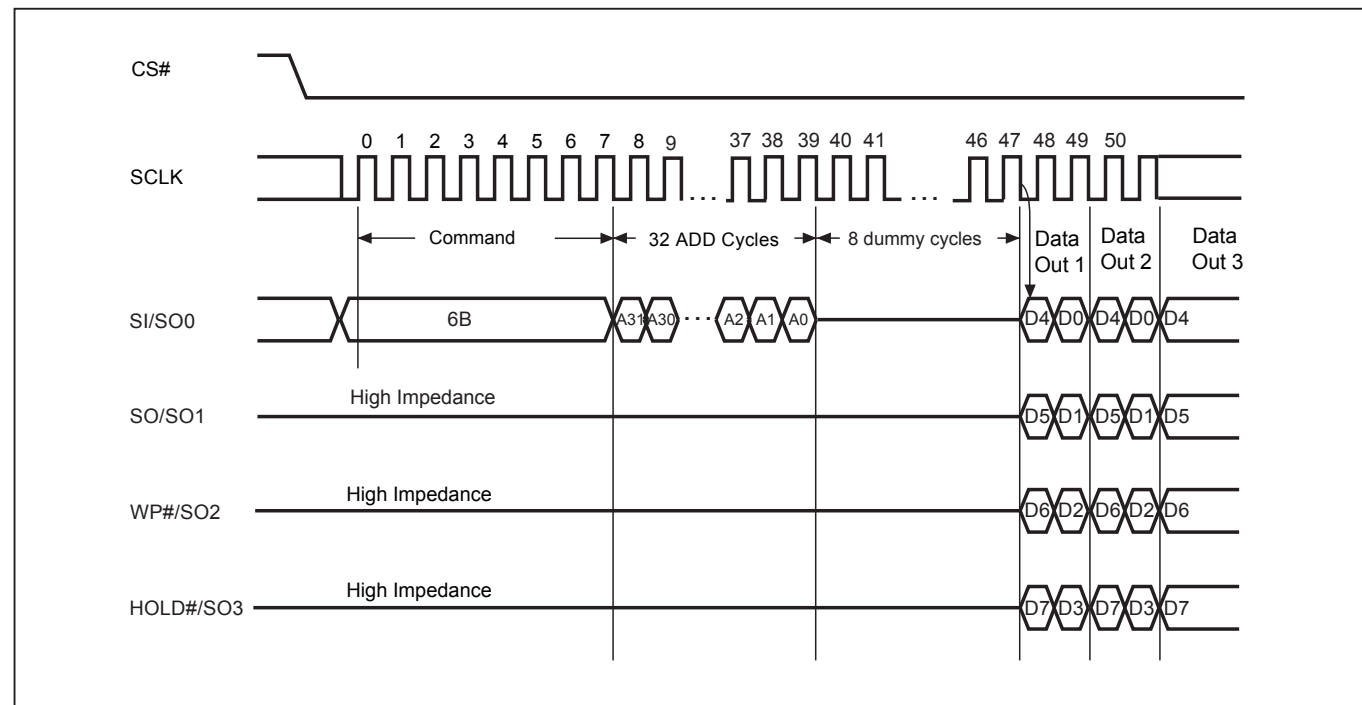 CS#
0 1 2 3 4 5 6 7 8 9 37 38 39 40 41 46 47 48 49 50
SCLK
Command 32 ADD Cycles 8 dummy cycles Data Out 1 Data Out 2 Data Out 3
SI/SO0 6B A31 A30 A2 A1 A0 D4 D0 D4 D0 D4
High Impedance
SO/SO1 D5 D1 D5 D1 D5
High Impedance
WP#/SO2 D6 D2 D6 D2 D6
High Impedance
HOLD#/SO3 D7 D3 D7 D3 D7